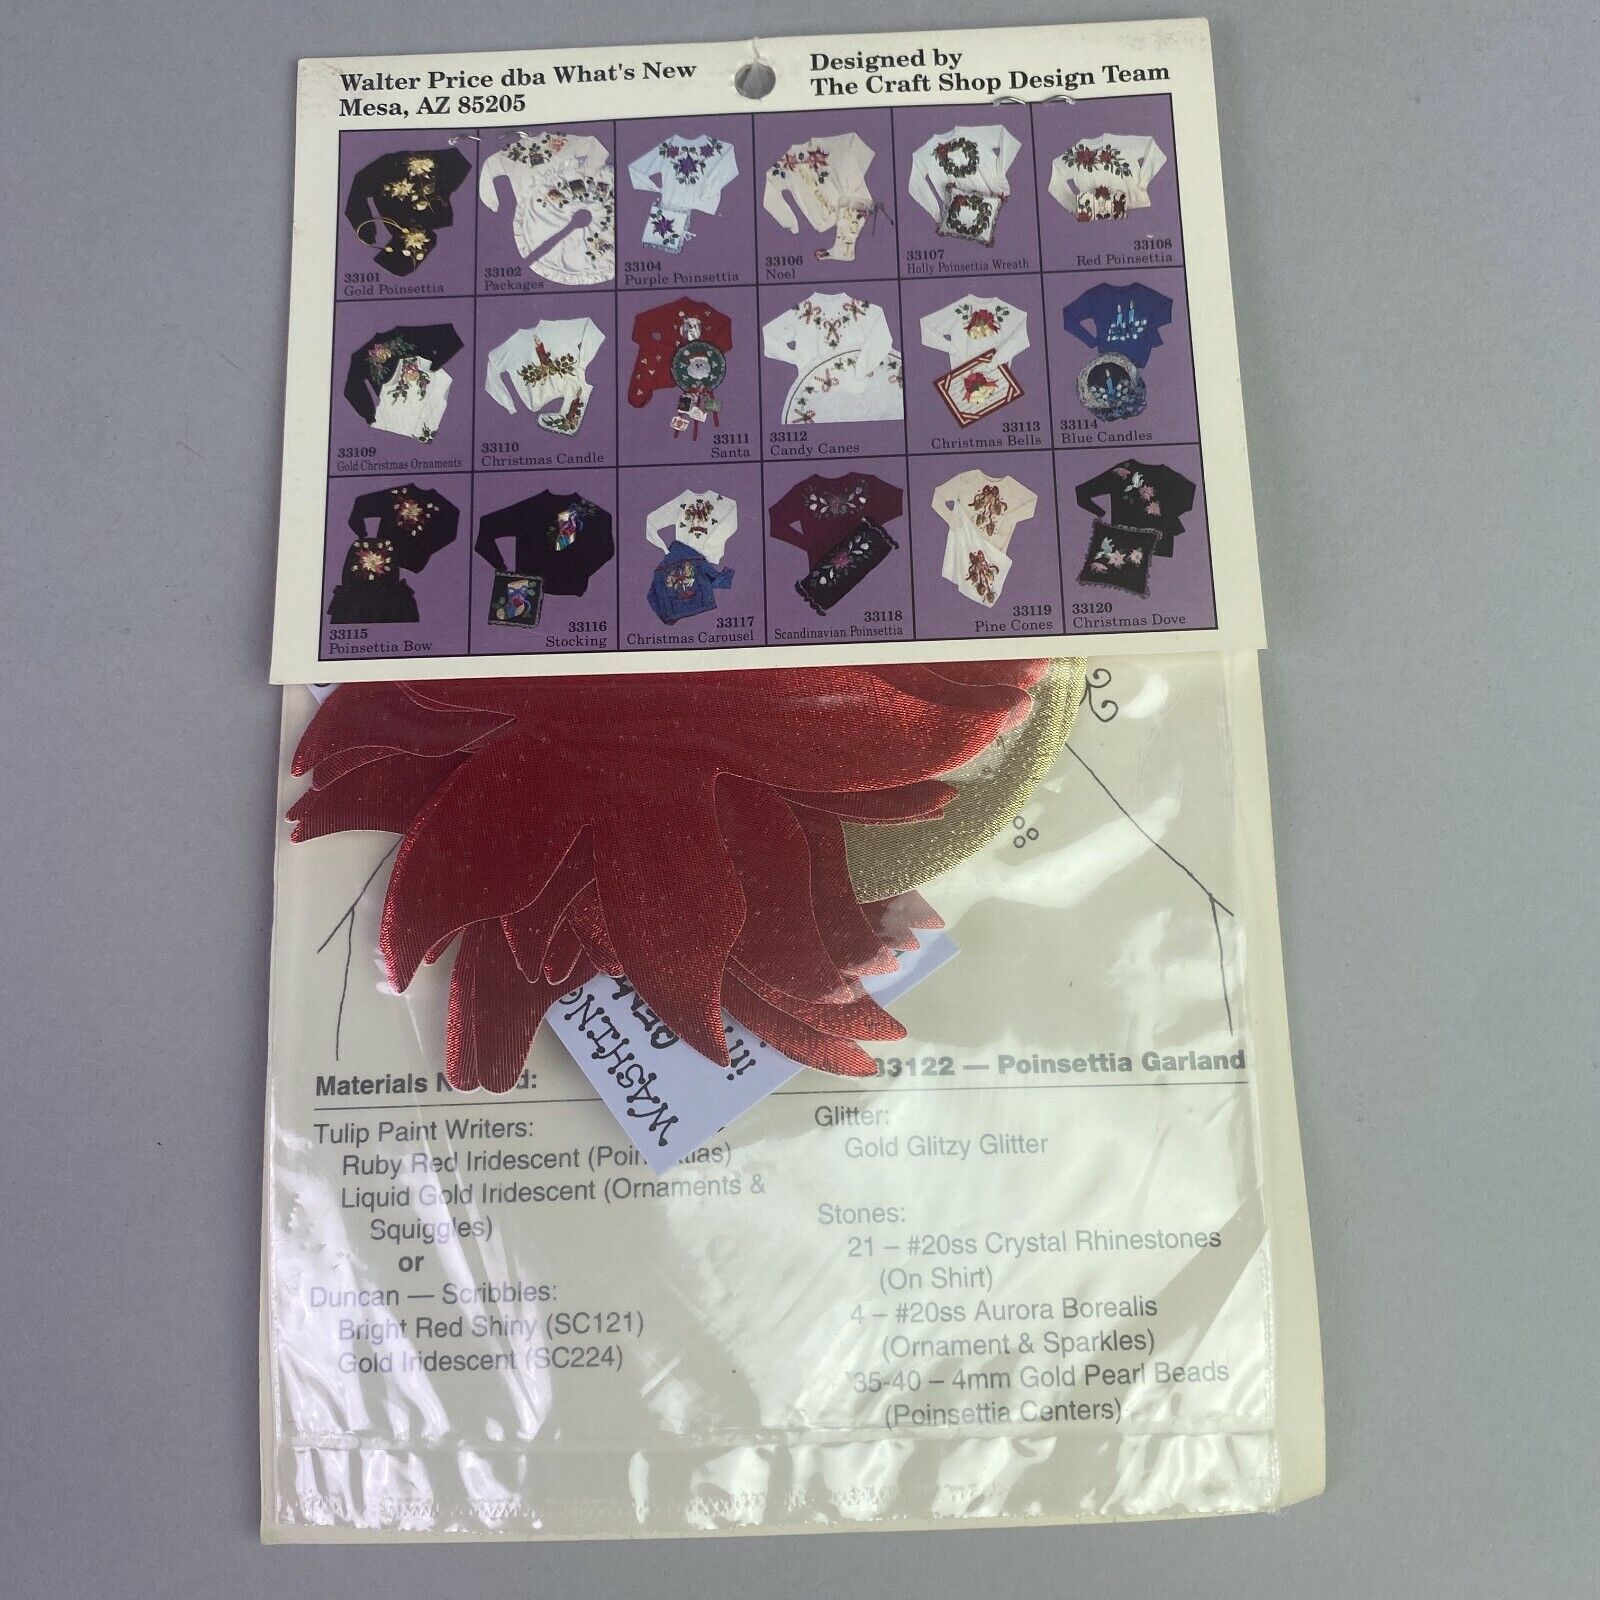 Walter Price dba What's New
Mesa, AZ 85205
Designed by
The Craft Shop Design Team
33101
Gold Poinsettia
33102
Packages
33104
Purple Poinsettia
33106
Noel
33107
Holly Poinsettia Wreath
33108
Red Poinsettia
33109
Gold Christmas Ornaments
33110
Christmas Candle
33111
Santa
33112
Candy Canes
33113
Christmas Bells
33114
Blue Candles
33115
Poinsettia Bow
33116
Stocking
33117
Christmas Carousel
33118
Scandinavian Poinsettia
33119
Pine Cones
33120
Christmas Dove
WASHIN
33122 — Poinsettia Garland
Materials
Tulip Paint Writers:
Ruby Red Iridescent
Liquid Gold Iridescent (Ornaments &
Squiggles)
or
Duncan — Scribbles:
Bright Red Shiny (SC121)
Gold Iridescent (SC224)
Glitter:
Gold Glitzy Glitter
Stones:
21 – #20ss Crystal Rhinestones
(On Shirt)
4 – #20ss Aurora Borealis
(Ornament & Sparkles)
35-40 – 4mm Gold Pearl Beads
(Poinsettia Centers)